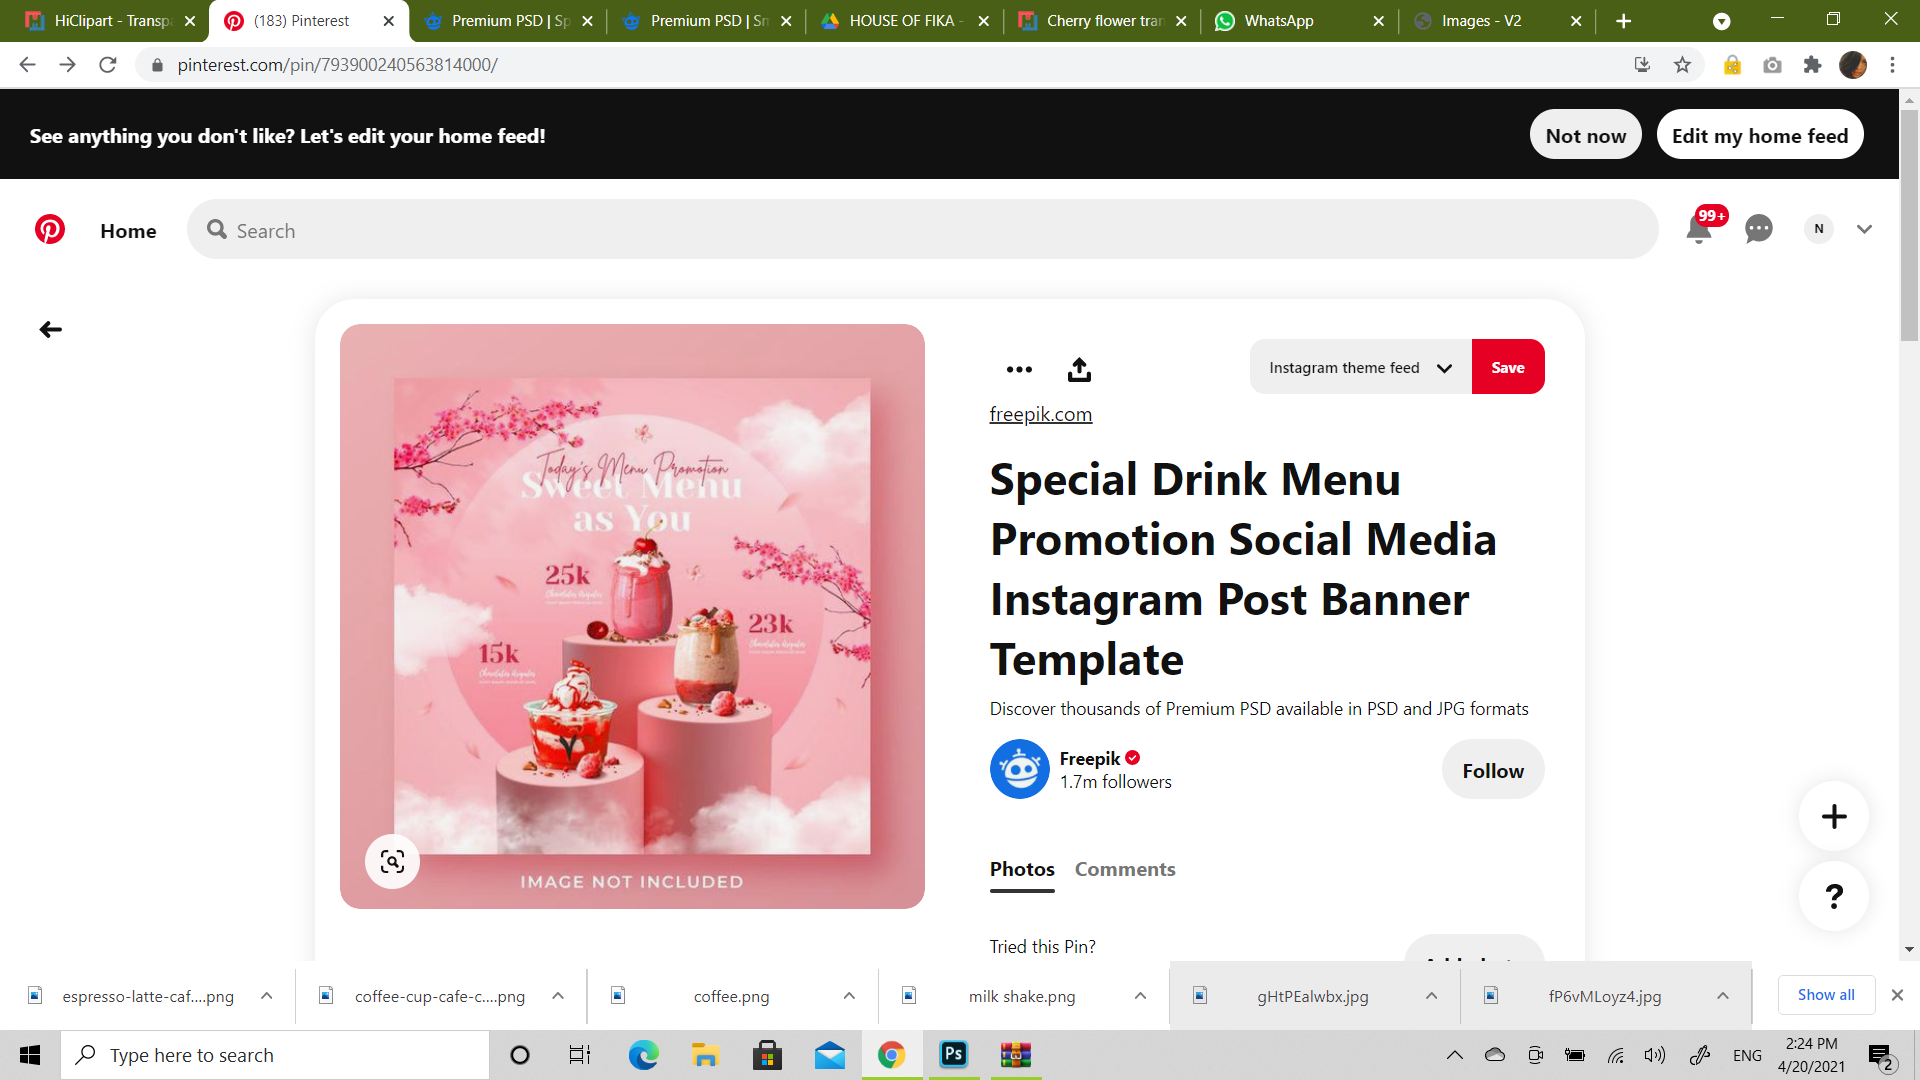 HiClipart - Transpa
(183) Pinterest
Premium PSD | Sp
Premium PSD | Sm
HOUSE OF FIKA -
Cherry flower tran
WhatsApp
Images - V2
pinterest.com/pin/793900240563814000/
See anything you don't like? Let's edit your home feed!
Not now
Edit my home feed
Home
Search
99+
N
Instagram theme feed
Save
freepik.com
Special Drink Menu
Promotion Social Media
Instagram Post Banner
Template
Discover thousands of Premium PSD available in PSD and JPG formats
Freepik
1.7m followers
Follow
Photos
Comments
Tried this Pin?
Today's Menu Promotion
Sweet Menu
as You
25k
23k
15k
IMAGE NOT INCLUDED
?
espresso-latte-caf....png
coffee-cup-cafe-c....png
coffee.png
milk shake.png
gHtPEalwbx.jpg
fP6vMLoyz4.jpg
Show all
Type here to search
Ps
ENG
2:24 PM
4/20/2021
2